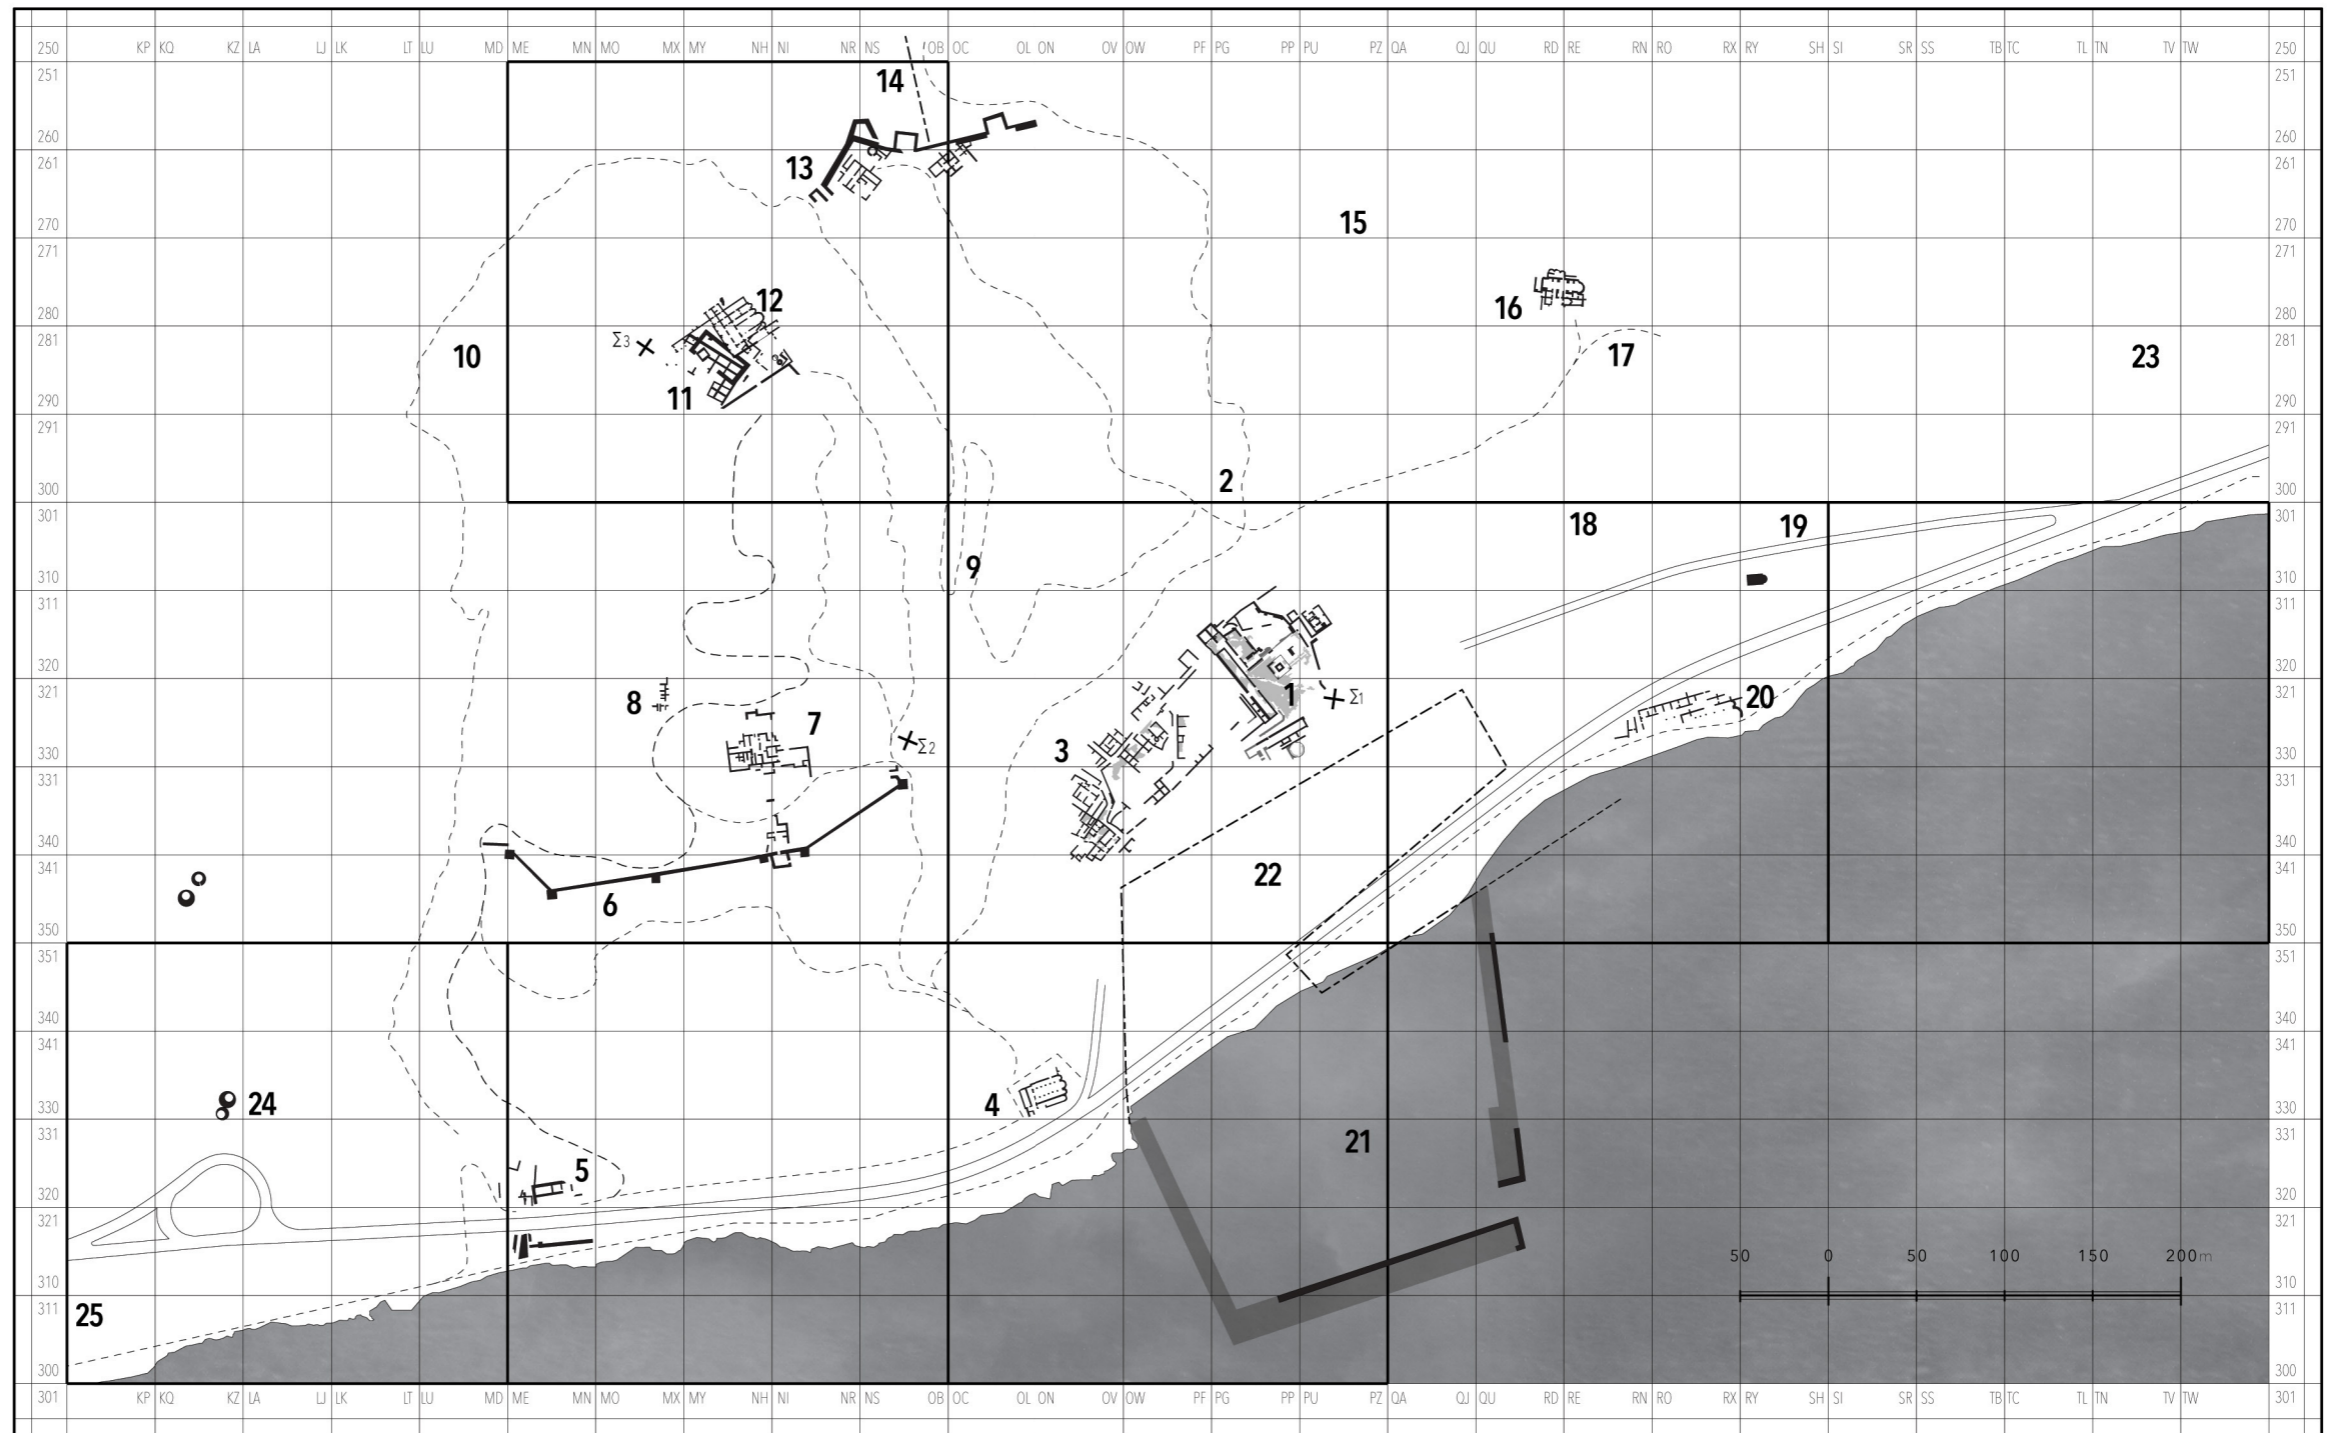 250 KP KQ KZ LA LJ LK LT LU MD ME MN MO MX MY NH NI NR NS OB OC OL ON OV OW PF PG PP PU PZ QA QJ QU RD RE RN RO RX RY SH SI SR SS TB TC TL TN TV TW 250
251 14 251
260 260
261 13 261
270 15 270
271 271
12
16
280 280
281 Σ3 10 17 23 281
11
290 290
291 291
2
300 300
301 18 19 301
9
310 310
311 311
320 320
321 8 1 Σ1 20 321
7
Σ2 3
330 330
331 331
340 340
341 22 341
6
350 350
351 351
340 340
341 341
24 4
330 330
331 21 331
5
320 320
321 321
50 0 50 100 150 200m
310 310
311 25 311
300 300
301 KP KQ KZ LA LJ LK LT LU MD ME MN MO MX MY NH NI NR NS OB OC OL ON OV OW PF PG PP PU PZ QA QJ QU RD RE RN RO RX RY SH SI SR SS TB TC TL TN TV TW 301